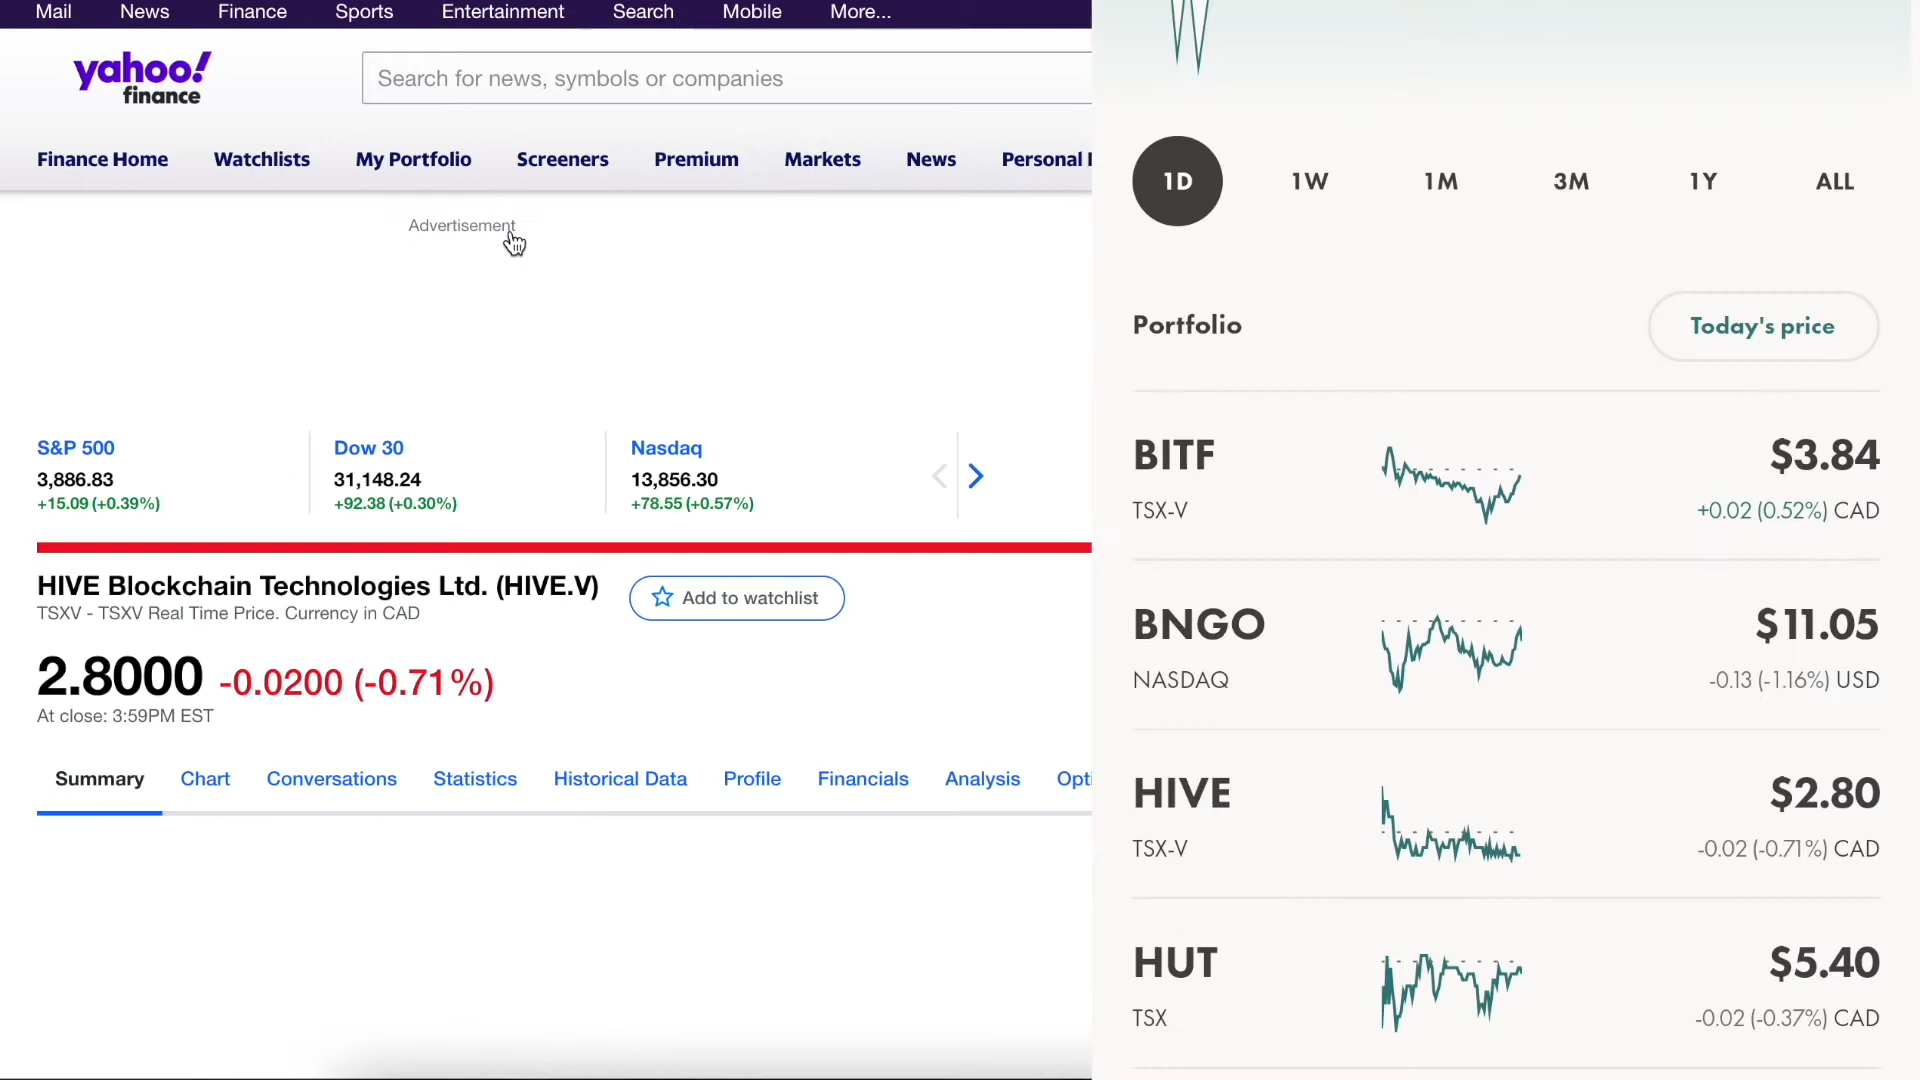 Mail News Finance Sports Entertainment Search Mobile More...
yahoo!
finance
Search for news, symbols or companies
Finance Home Watchlists My Portfolio Screeners Premium Markets News Personal
Advertisement
S&P 500
3,886.83
+15.09 (+0.39%)
Dow 30
31,148.24
+92.38 (+0.30%)
Nasdaq
13,856.30
+78.55 (+0.57%)
HIVE Blockchain Technologies Ltd. (HIVE.V)
TSXV - TSXV Real Time Price. Currency in CAD
Add to watchlist
2.8000 -0.0200 (-0.71%)
At close: 3:59PM EST
Summary Chart Conversations Statistics Historical Data Profile Financials Analysis Opti
1D 1W 1M 3M 1Y ALL
Portfolio
Today's price
BITF $3.84
TSX-V +0.02 (0.52%) CAD
BNGO $11.05
NASDAQ -0.13 (-1.16%) USD
HIVE $2.80
TSX-V -0.02 (-0.71%) CAD
HUT $5.40
TSX -0.02 (-0.37%) CAD